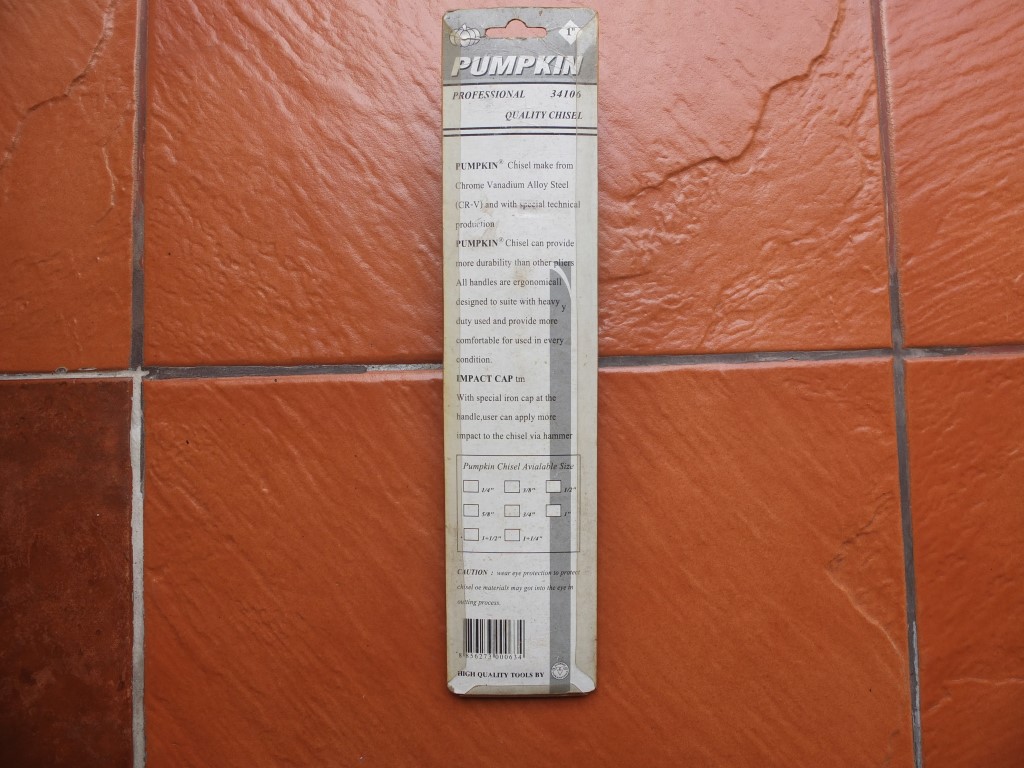 1"
PUMPKIN
PROFESSIONAL 34106
QUALITY CHISEL
PUMPKIN® Chisel make from
Chrome Vanadium Alloy Steel
(CR-V) and with special technical
production
PUMPKIN® Chisel can provide
more durability than other pliers
All handles are ergonomicall
designed to suite with heavy
y
duty used and provide more
comfortable for used in every
condition.
IMPACT CAP tm
With special iron cap at the
handle,user can apply more
impact to the chisel via hammer
Pumpkin Chisel Avialable Size
1/4" 3/8" 1/2"
5/8" 3/4" 1"
1+1/2" 1+1/4"
CAUTION : wear eye protection to protect
chisel or materials may got into the eye in
cutting process.
8 856273 000634
HIGH QUALITY TOOLS BY